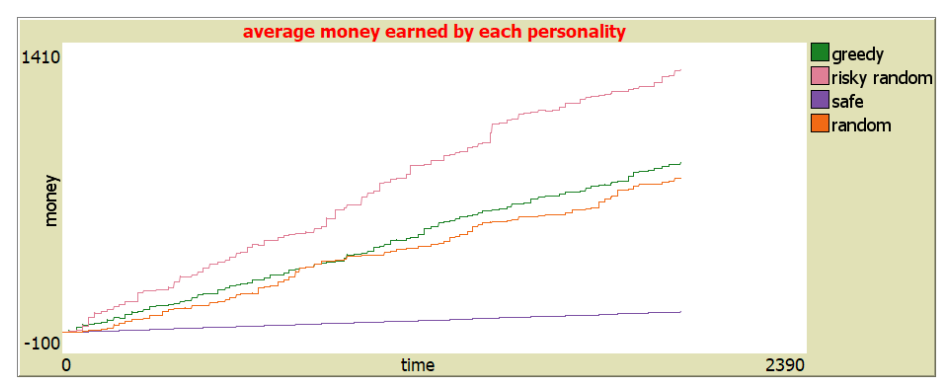 average money earned by each personality
1410
money
-100
0
time
2390
greedy
risky random
safe
random